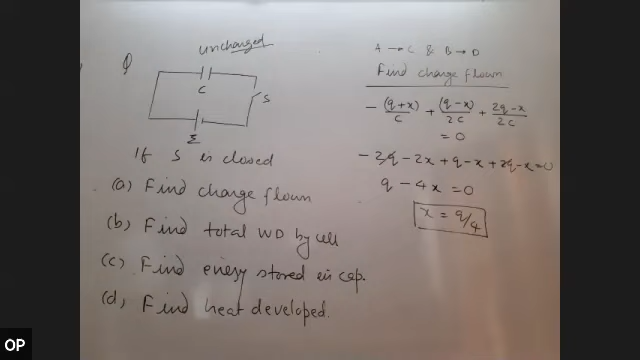 Q
uncharged
C
S
Σ
If S is closed
(a) Find charge flown
(b) Find total WD by cell
(c) Find energy stored in cap.
(d) Find heat developed.
A → C & B → D
Find charge flown
- (q+x)/C + (q-x)/2C + 2q-x/2C
= 0
- 2q - 2x + q - x + 2q - x = 0
q - 4x = 0
x = q/4
OP